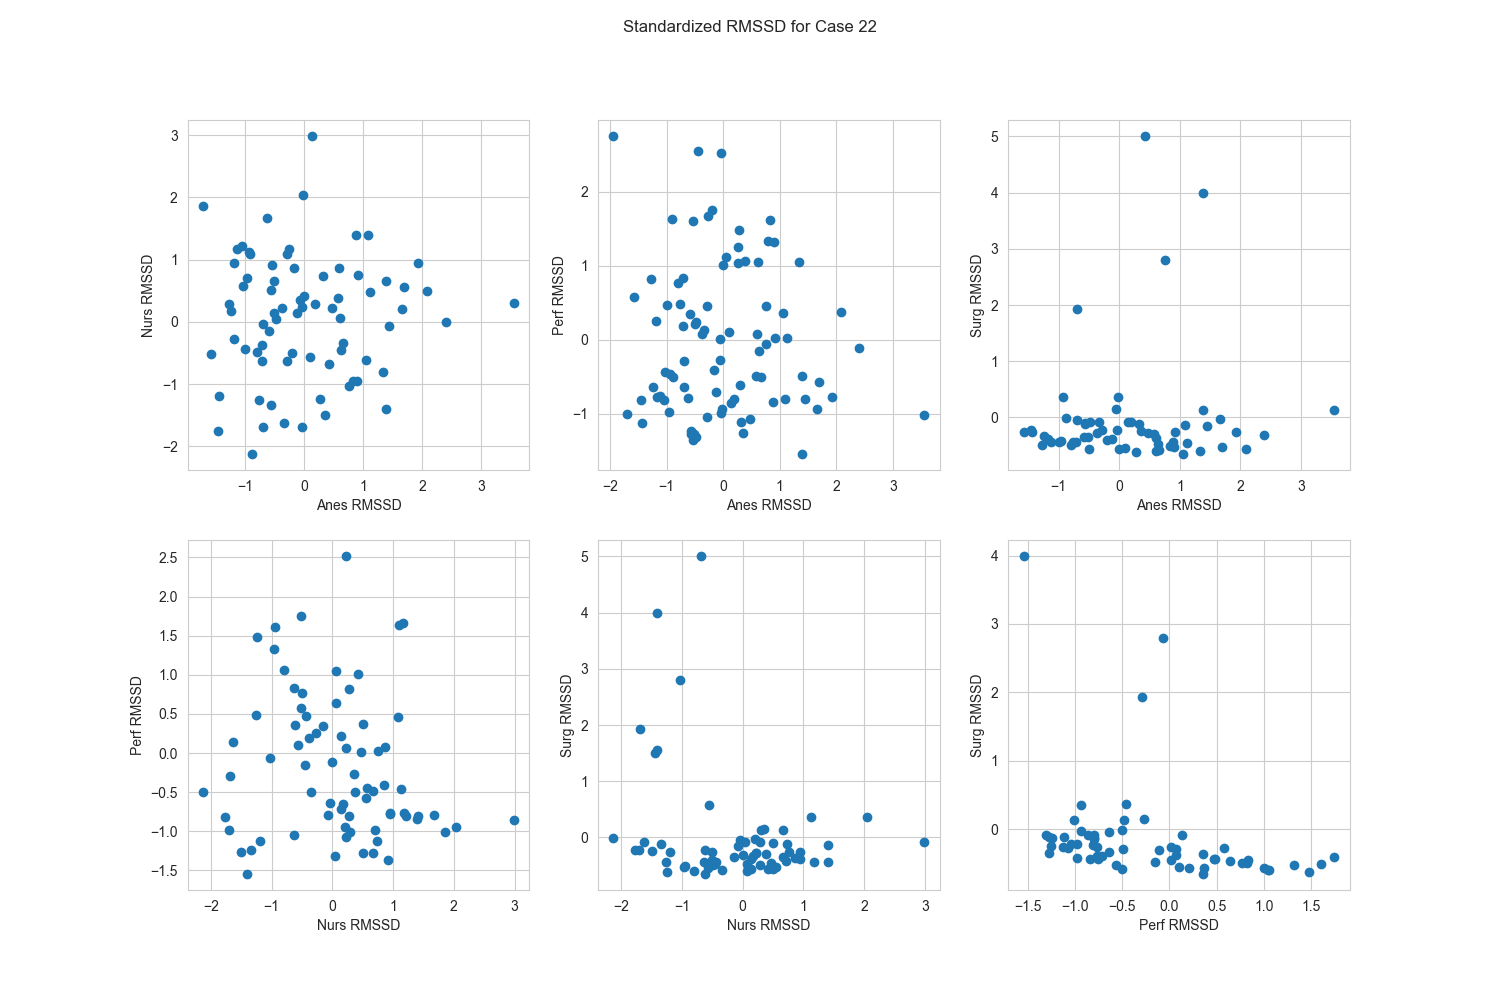 Standardized RMSSD for Case 22
3
2
1
0
−1
−2
Nurs RMSSD
−1 0 1 2 3
Anes RMSSD
2
1
0
−1
Perf RMSSD
−2 −1 0 1 2 3
Anes RMSSD
5
4
3
2
1
0
Surg RMSSD
−1 0 1 2 3
Anes RMSSD
2.5
2.0
1.5
1.0
0.5
0.0
−0.5
−1.0
−1.5
Perf RMSSD
−2 −1 0 1 2 3
Nurs RMSSD
5
4
3
2
1
0
Surg RMSSD
−2 −1 0 1 2 3
Nurs RMSSD
4
3
2
1
0
Surg RMSSD
−1.5 −1.0 −0.5 0.0 0.5 1.0 1.5
Perf RMSSD